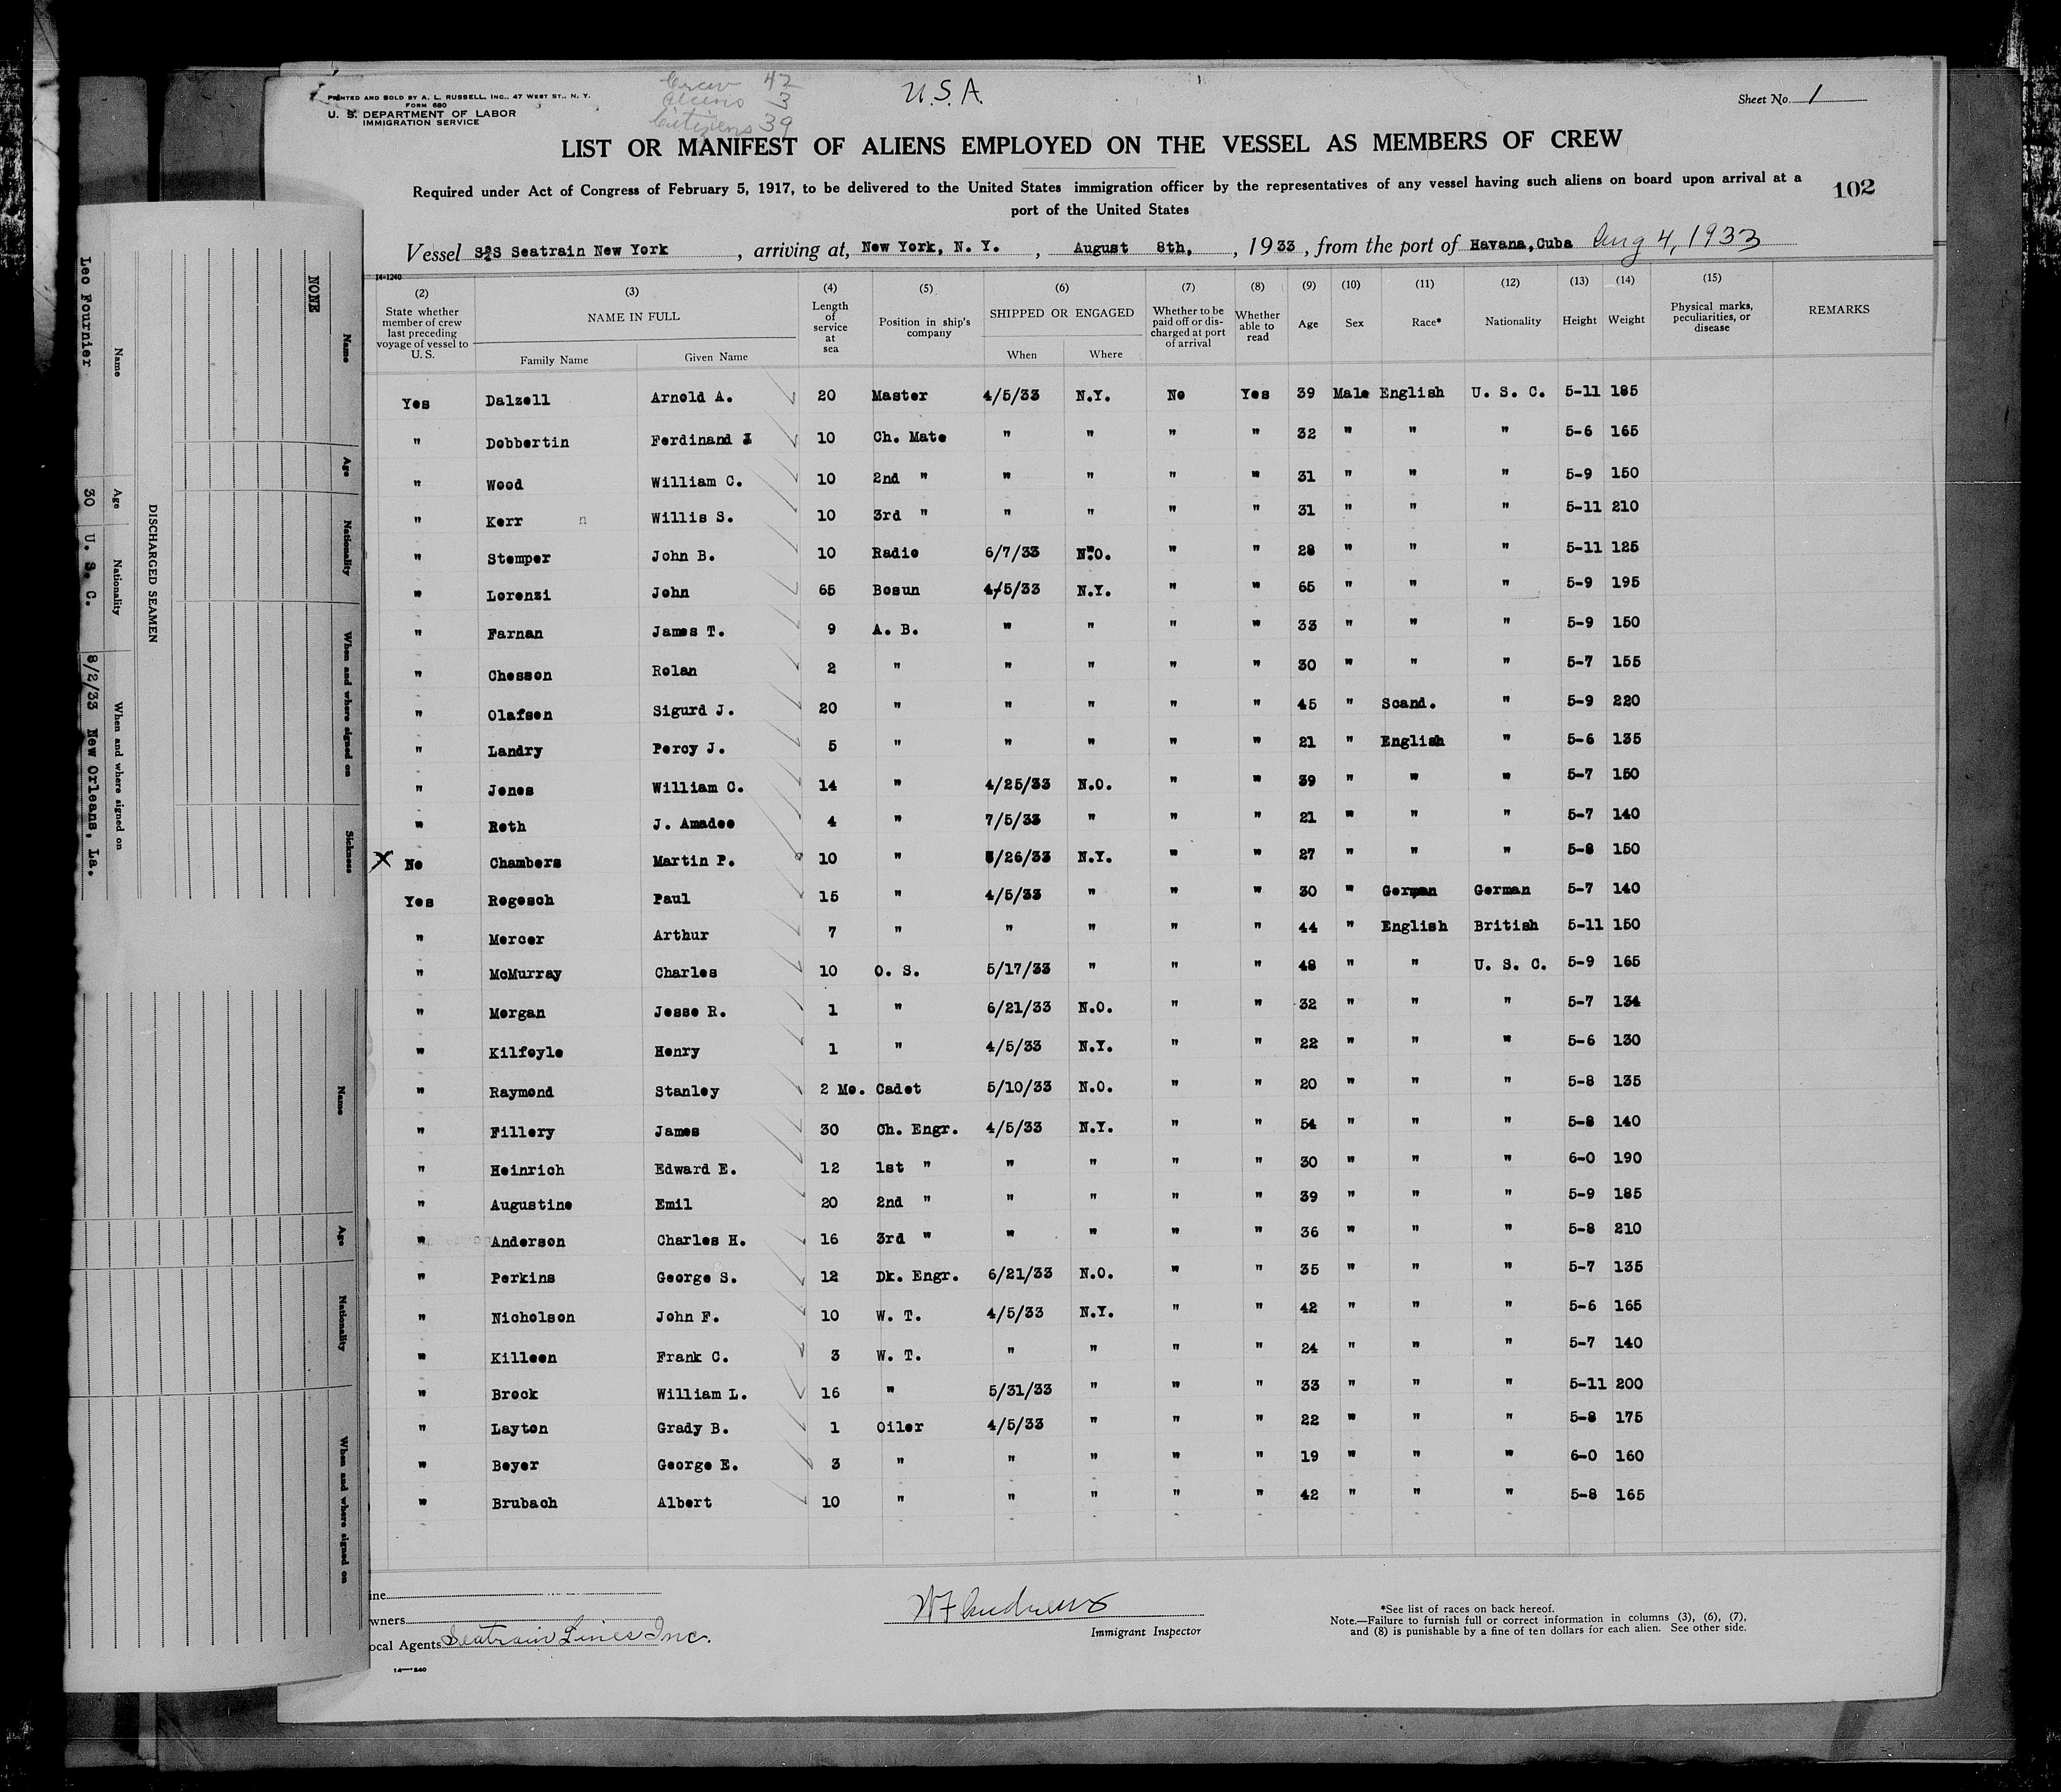 Crew 42
Aliens 3
Citizens 39
U.S.A.
PRINTED AND SOLD BY A. L. RUSSELL, INC., 47 WEST ST., N. Y.
FORM 680
U. S. DEPARTMENT OF LABOR
IMMIGRATION SERVICE
Sheet No. 1
LIST OR MANIFEST OF ALIENS EMPLOYED ON THE VESSEL AS MEMBERS OF CREW
Required under Act of Congress of February 5, 1917, to be delivered to the United States immigration officer by the representatives of any vessel having such aliens on board upon arrival at a
port of the United States
102
Vessel S.S Seatrain New York, arriving at, New York, N. Y., August 8th, , 1933, from the port of Havana,Cuba Aug 4, 1933
14-1240
(2) (3) (4) (5) (6) (7) (8) (9) (10) (11) (12) (13) (14) (15)
State whether member of crew last preceding voyage of vessel to U. S. NAME IN FULL Family Name Given Name Length of service at sea Position in ship's company SHIPPED OR ENGAGED When Where Whether to be paid off or discharged at port of arrival Whether able to read Age Sex Race* Nationality Height Weight Physical marks, peculiarities, or disease REMARKS
Yes Dalzell Arnold A. 20 Master 4/5/33 N.Y. No Yes 39 Male English U. S. C. 5-11 185
" Dobbertin Ferdinand I 10 Ch. Mate " " " " 32 " " " 5-6 165
" Wood William C. 10 2nd " " " " " 31 " " " 5-9 150
" Kerr n Willis S. 10 3rd " " " " " 31 " " " 5-11 210
" Stemper John B. 10 Radio 6/7/33 N.O. " " 28 " " " 5-11 125
" Lorenzi John 65 Bosun 4/5/33 N.Y. " " 65 " " " 5-9 195
" Farnan James T. 9 A. B. " " " " 33 " " " 5-9 150
" Chesson Rolan 2 " " " " " 30 " " " 5-7 155
" Olafsen Sigurd J. 20 " " " " " 45 " Scand. " 5-9 220
" Landry Percy J. 5 " " " " " 21 " English " 5-6 135
" Jones William C. 14 " 4/25/33 N.O. " " 39 " " " 5-7 150
" Roth J. Amadee 4 " 7/5/33 " " " 21 " " " 5-7 140
X No Chambers Martin P. 10 " /26/33 N.Y. " " 27 " " " 5-8 150
Yes Regesch Paul 15 " 4/5/33 " " " 30 " German German 5-7 140
" Mercer Arthur 7 " " " " " 44 " English British 5-11 150
" McMurray Charles 10 O. S. 5/17/33 " " " 48 " " U. S. C. 5-9 165
" Morgan Jesse R. 1 " 6/21/33 N.O. " " 32 " " " 5-7 134
" Kilfoyle Henry 1 " 4/5/33 N.Y. " " 22 " " " 5-6 130
" Raymond Stanley 2 Mo. Cadet 5/10/33 N.O. " " 20 " " " 5-8 135
" Fillery James 30 Ch. Engr. 4/5/33 N.Y. " " 54 " " " 5-8 140
" Heinrich Edward E. 12 1st " " " " " 30 " " " 6-0 190
" Augustine Emil 20 2nd " " " " " 39 " " " 5-9 185
" Anderson Charles H. 16 3rd " " " " " 36 " " " 5-8 210
" Perkins George S. 12 Dk. Engr. 6/21/33 N.O. " " 35 " " " 5-7 135
" Nicholson John F. 10 W. T. 4/5/33 N.Y. " " 42 " " " 5-6 165
" Killeen Frank C. 3 W. T. " " " " 24 " " " 5-7 140
" Brock William L. 16 " 5/31/33 " " " 33 " " " 5-11 200
" Layton Grady B. 1 Oiler 4/5/33 " " " 22 " " " 5-8 175
" Beyer George E. 3 " " " " " 19 " " " 6-0 160
" Brubach Albert 10 " " " " " 42 " " " 5-8 165
ine
wners
ocal Agents Seatrain Lines Inc.
14—1240
W F Andrews
Immigrant Inspector
*See list of races on back hereof.
Note.—Failure to furnish full or correct information in columns (3), (6), (7),
and (8) is punishable by a fine of ten dollars for each alien. See other side.
Name Age Nationality When and where signed on Sickness
NONE
DISCHARGED SEAMEN
Name Age Nationality When and where signed on
Leo Fournier 30 U. S. C. 8/2/33 New Orleans, La.
Name Age Nationality When and where signed on